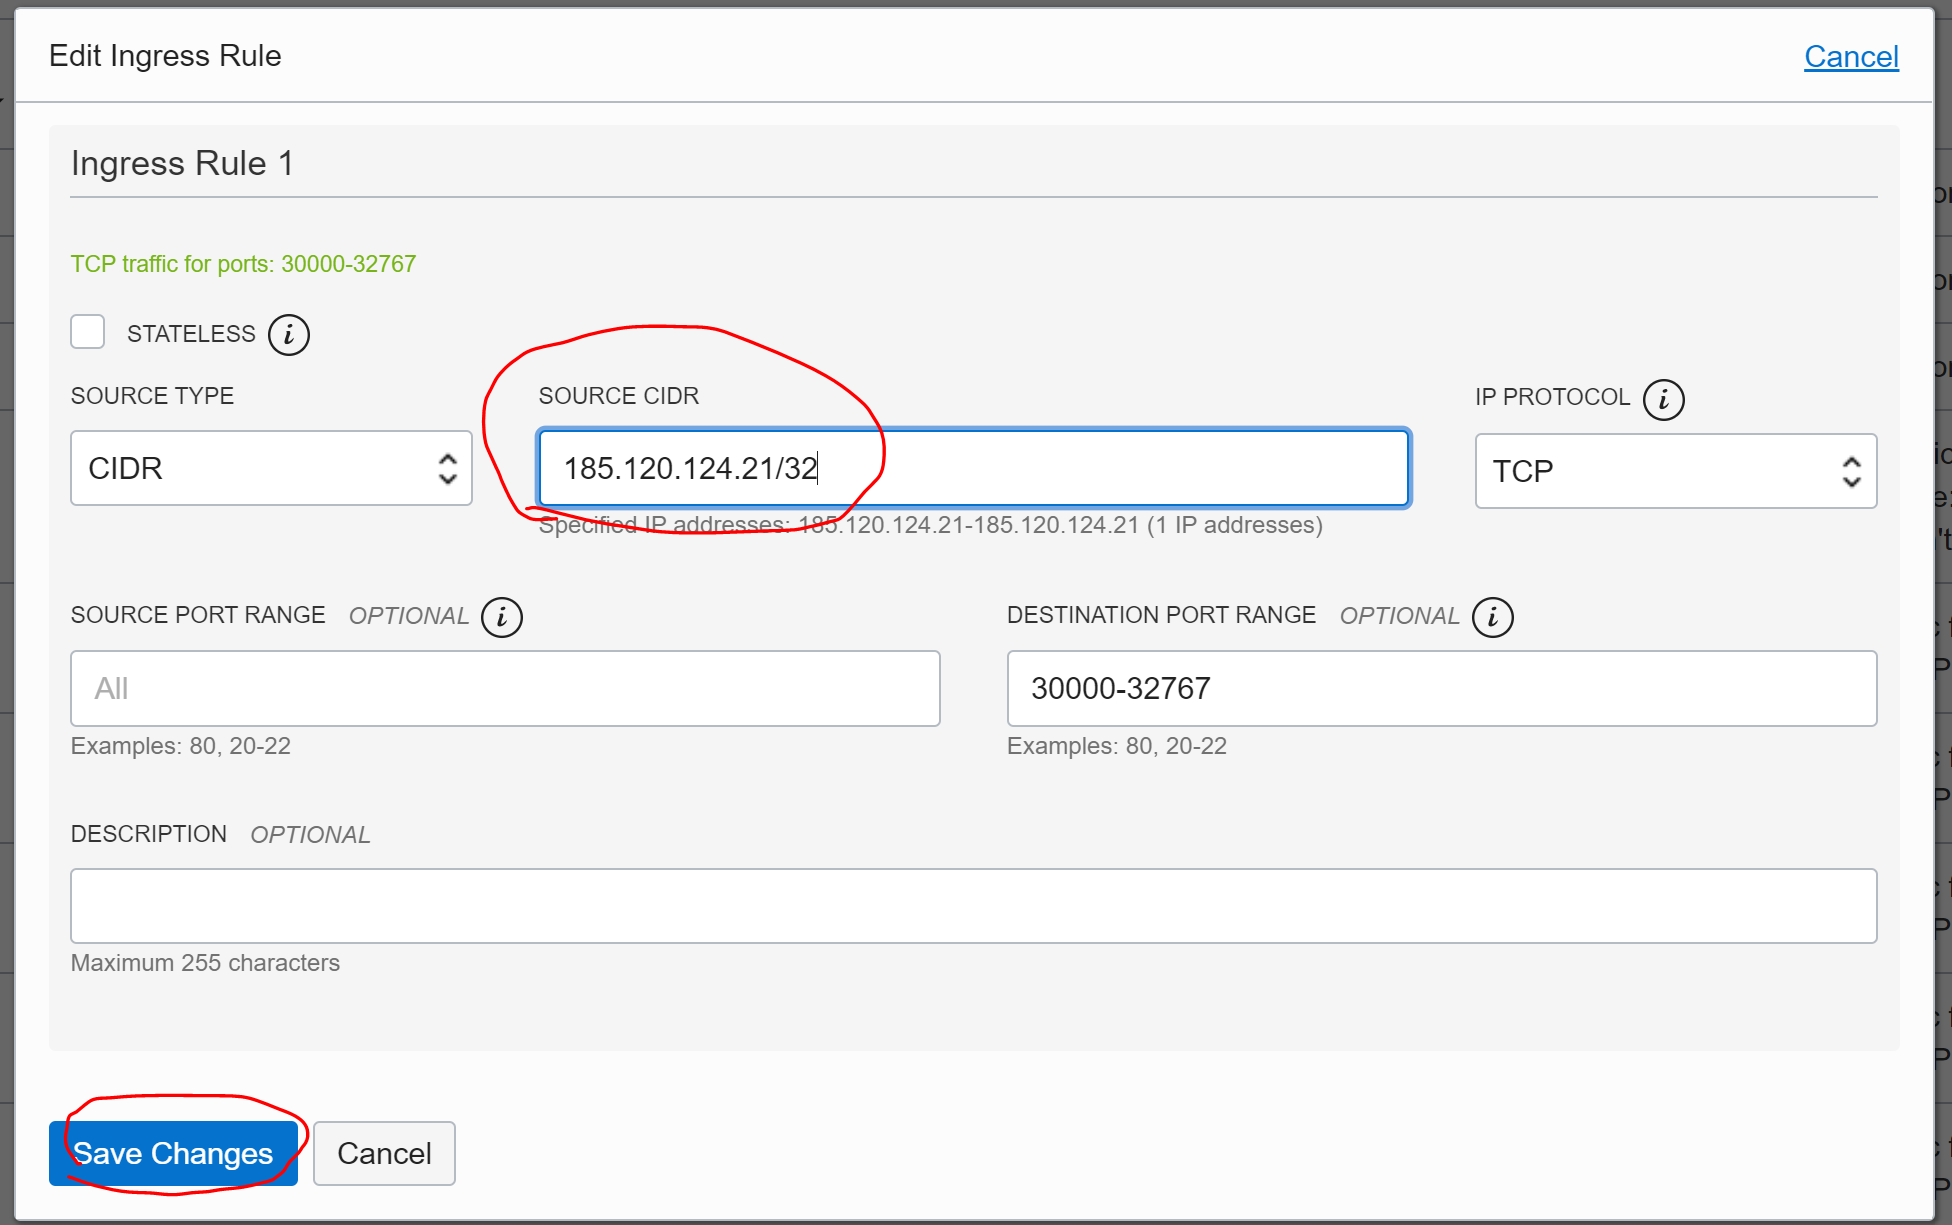 Edit Ingress Rule
Cancel
Ingress Rule 1
TCP traffic for ports: 30000-32767
STATELESS i
SOURCE TYPE
SOURCE CIDR
IP PROTOCOL i
CIDR
185.120.124.21/32
TCP
Specified IP addresses: 185.120.124.21-185.120.124.21 (1 IP addresses)
SOURCE PORT RANGE OPTIONAL i
DESTINATION PORT RANGE OPTIONAL i
All
30000-32767
Examples: 80, 20-22
Examples: 80, 20-22
DESCRIPTION OPTIONAL
Maximum 255 characters
Save Changes
Cancel